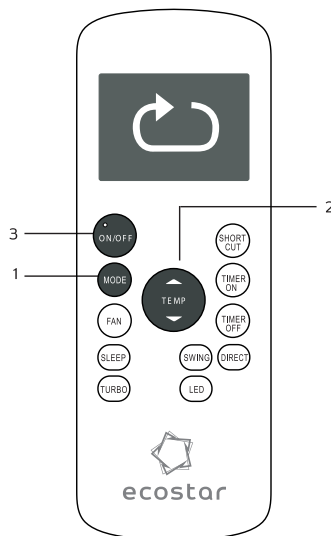 2
3
ON/OFF
SHORT
CUT
1
MODE
TEMP
TIMER
ON
FAN
TIMER
OFF
SLEEP
SWING
DIRECT
TURBO
LED
ecostar